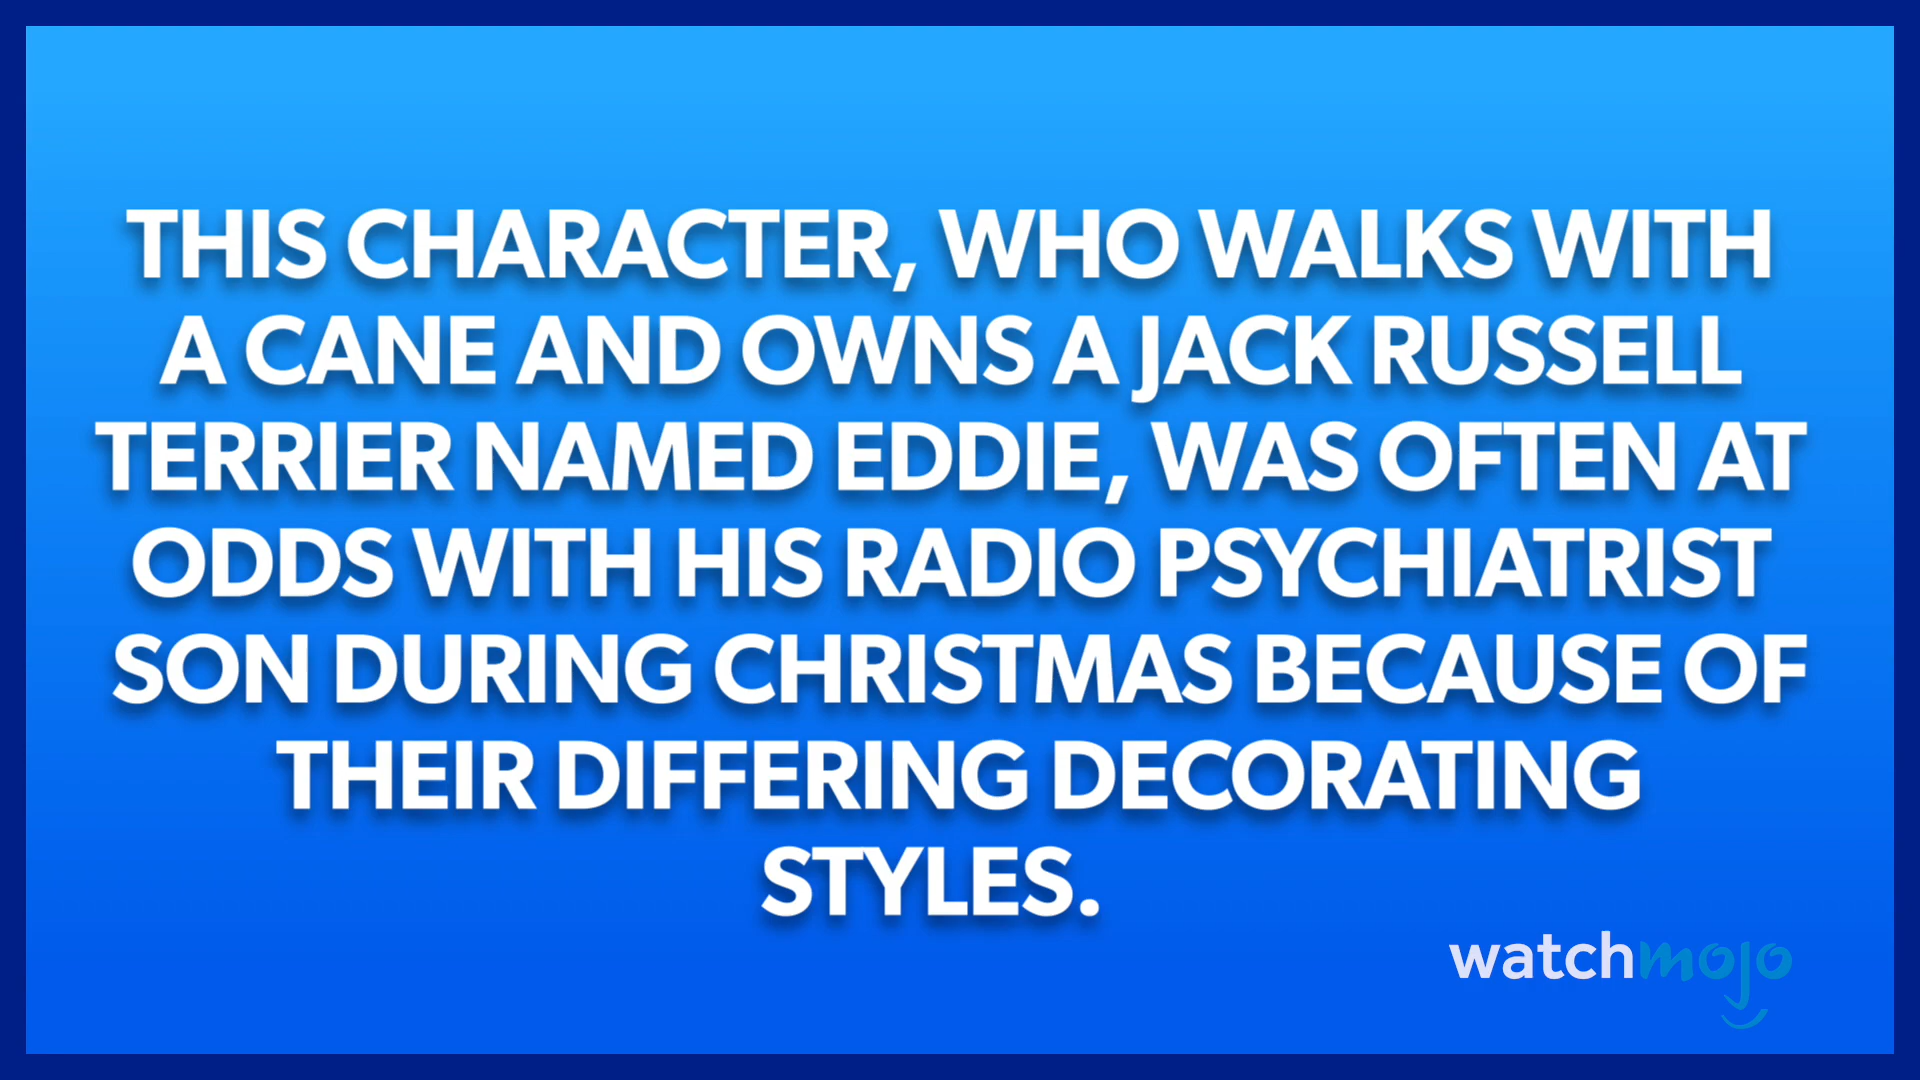 THIS CHARACTER, WHO WALKS WITH
A CANE AND OWNS A JACK RUSSELL
TERRIER NAMED EDDIE, WAS OFTEN AT
ODDS WITH HIS RADIO PSYCHIATRIST
SON DURING CHRISTMAS BECAUSE OF
THEIR DIFFERING DECORATING
STYLES.
watchmojo